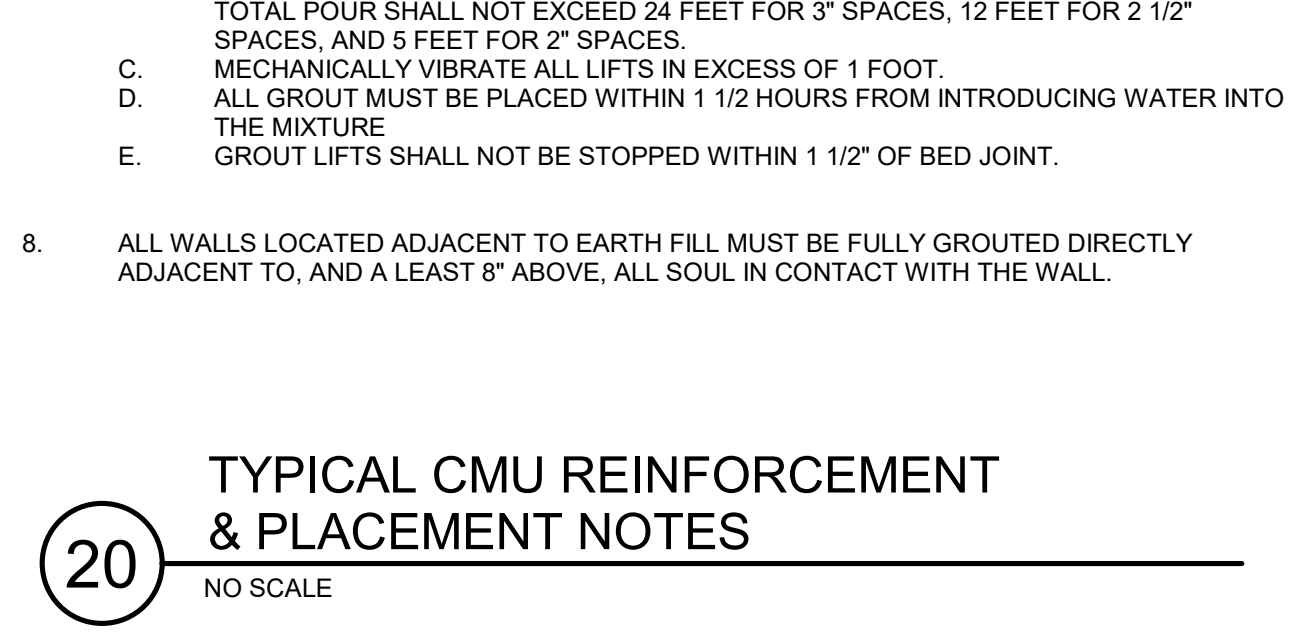 TOTAL POUR SHALL NOT EXCEED 24 FEET FOR 3" SPACES, 12 FEET FOR 2 1/2"
SPACES, AND 5 FEET FOR 2" SPACES.
C. MECHANICALLY VIBRATE ALL LIFTS IN EXCESS OF 1 FOOT.
D. ALL GROUT MUST BE PLACED WITHIN 1 1/2 HOURS FROM INTRODUCING WATER INTO
THE MIXTURE
E. GROUT LIFTS SHALL NOT BE STOPPED WITHIN 1 1/2" OF BED JOINT.
8. ALL WALLS LOCATED ADJACENT TO EARTH FILL MUST BE FULLY GROUTED DIRECTLY
ADJACENT TO, AND A LEAST 8" ABOVE, ALL SOUL IN CONTACT WITH THE WALL.
TYPICAL CMU REINFORCEMENT
& PLACEMENT NOTES
20
NO SCALE